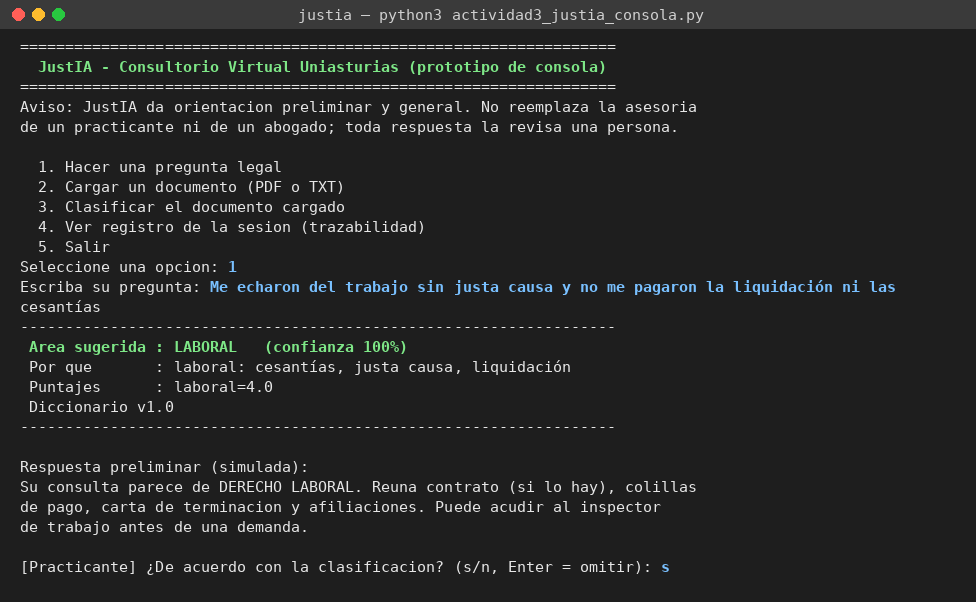 justia — python3 actividad3_justia_consola.py
==================================================================
JustIA - Consultorio Virtual Uniasturias (prototipo de consola)
==================================================================
Aviso: JustIA da orientacion preliminar y general. No reemplaza la asesoria
de un practicante ni de un abogado; toda respuesta la revisa una persona.
1. Hacer una pregunta legal
2. Cargar un documento (PDF o TXT)
3. Clasificar el documento cargado
4. Ver registro de la sesion (trazabilidad)
5. Salir
Seleccione una opcion: 1
Escriba su pregunta: Me echaron del trabajo sin justa causa y no me pagaron la liquidación ni las
cesantías
------------------------------------------------------------------
Area sugerida : LABORAL   (confianza 100%)
Por que       : laboral: cesantías, justa causa, liquidación
Puntajes      : laboral=4.0
Diccionario v1.0
------------------------------------------------------------------
Respuesta preliminar (simulada):
Su consulta parece de DERECHO LABORAL. Reuna contrato (si lo hay), colillas
de pago, carta de terminacion y afiliaciones. Puede acudir al inspector
de trabajo antes de una demanda.
[Practicante] ¿De acuerdo con la clasificacion? (s/n, Enter = omitir): s